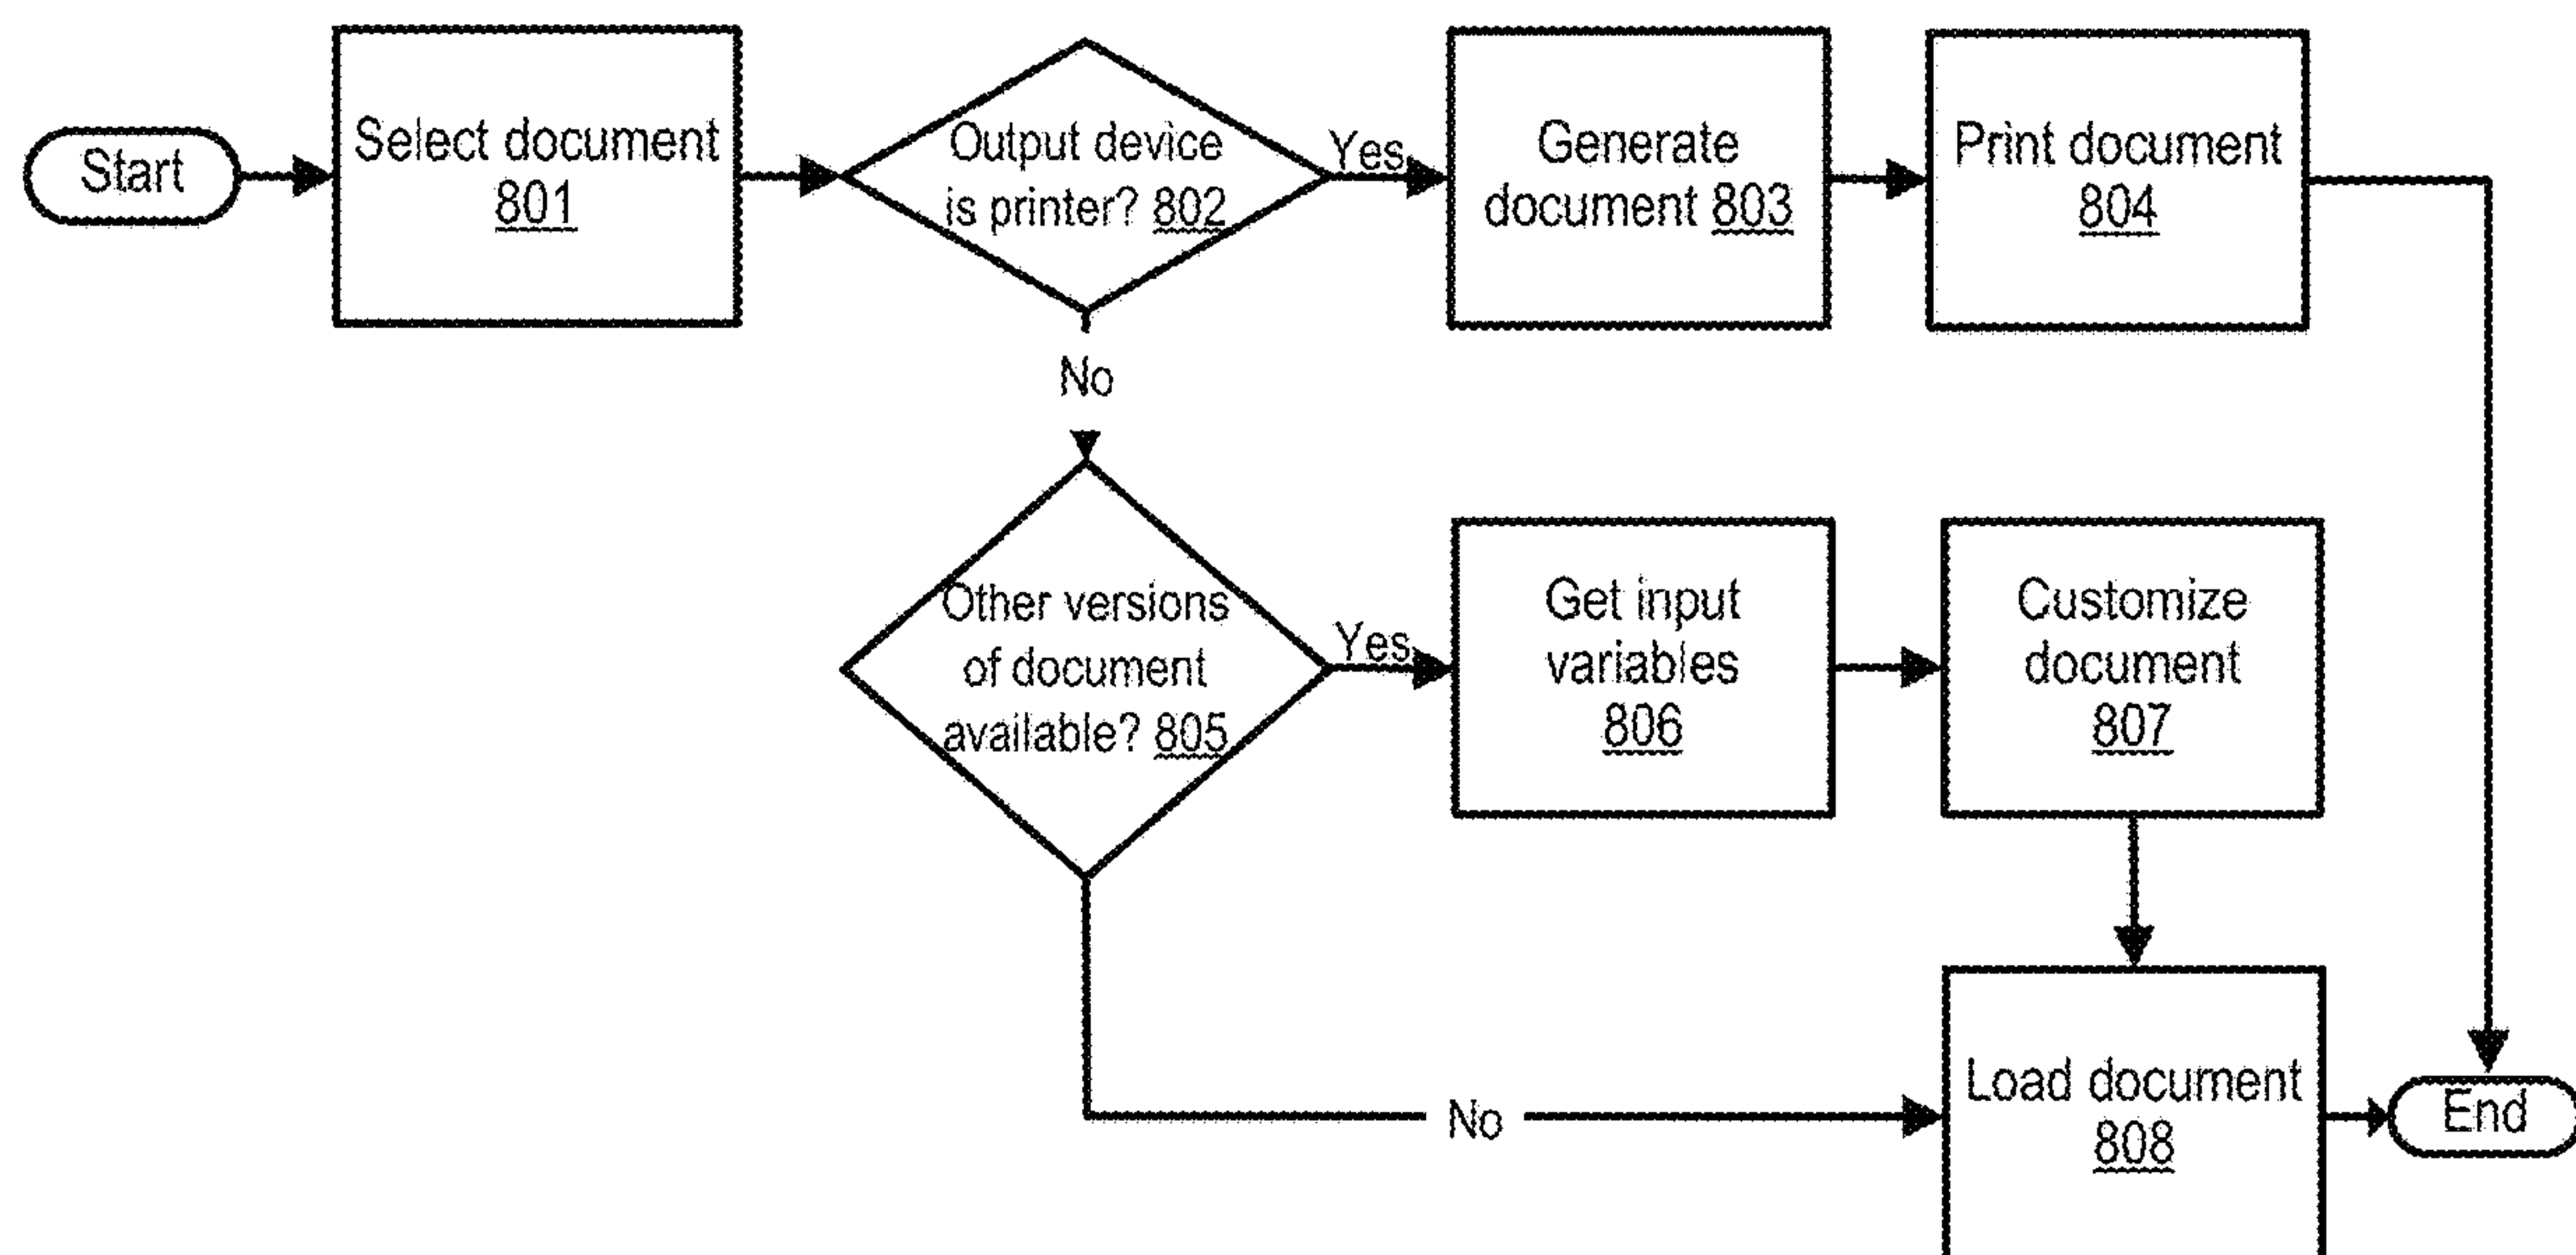 Start
Select document
801
Output device
is printer? 802
Yes
Generate
document 803
Print document
804
No
Other versions
of document
available? 805
Yes
Get input
variables
806
Customize
document
807
No
Load document
808
End